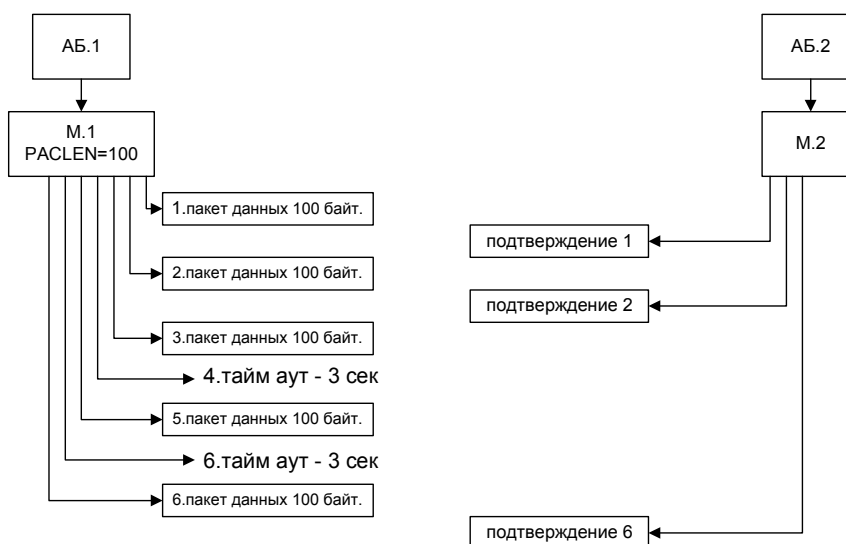 АБ.1
АБ.2
М.1
PACLEN=100
М.2
1.пакет данных 100 байт.
подтверждение 1
2.пакет данных 100 байт.
подтверждение 2
3.пакет данных 100 байт.
4.тайм аут - 3 сек
5.пакет данных 100 байт.
6.тайм аут - 3 сек
6.пакет данных 100 байт.
подтверждение 6